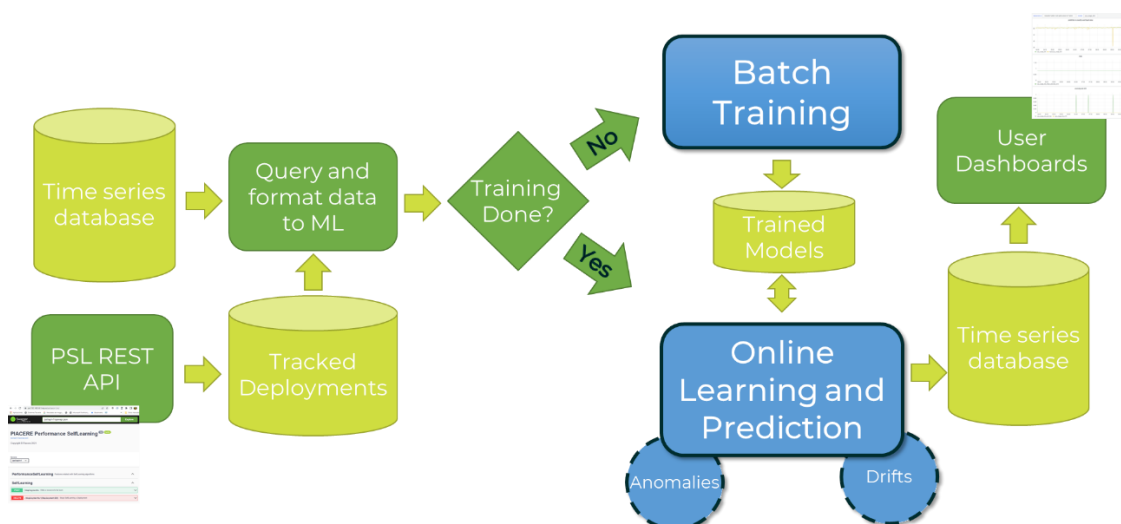 Time series
database
Query and
format data
to ML
Training
Done?
No
Yes
Batch
Training
Trained
Models
Online
Learning and
Prediction
Anomalies
Drifts
Time series
database
User
Dashboards
PSL REST
API
Tracked
Deployments
PIACERE Performance SelfLearning
SelfLearning